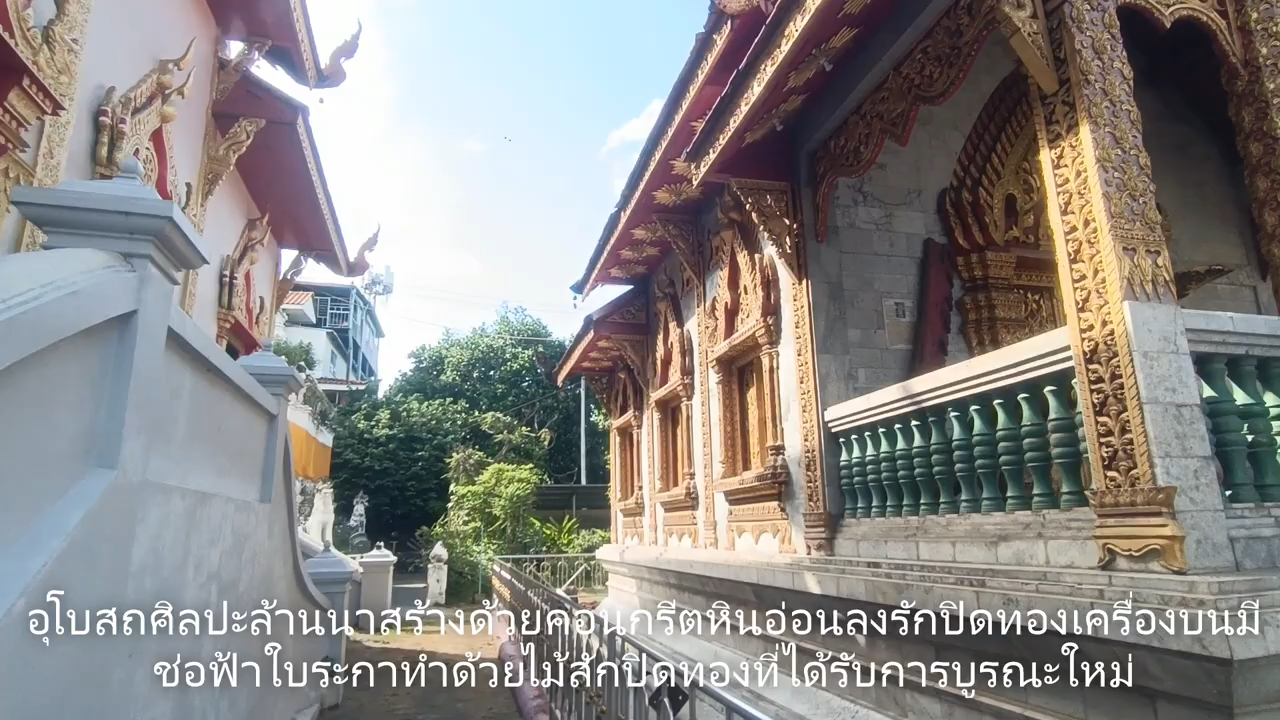 อุโบสถศิลปะล้านนาสร้างด้วยคอนกรีตหินอ่อนลงรักปิดทองเครื่องบนมี
ช่อฟ้าใบระกาทำด้วยไม้สักปิดทองที่ได้รับการบูรณะใหม่